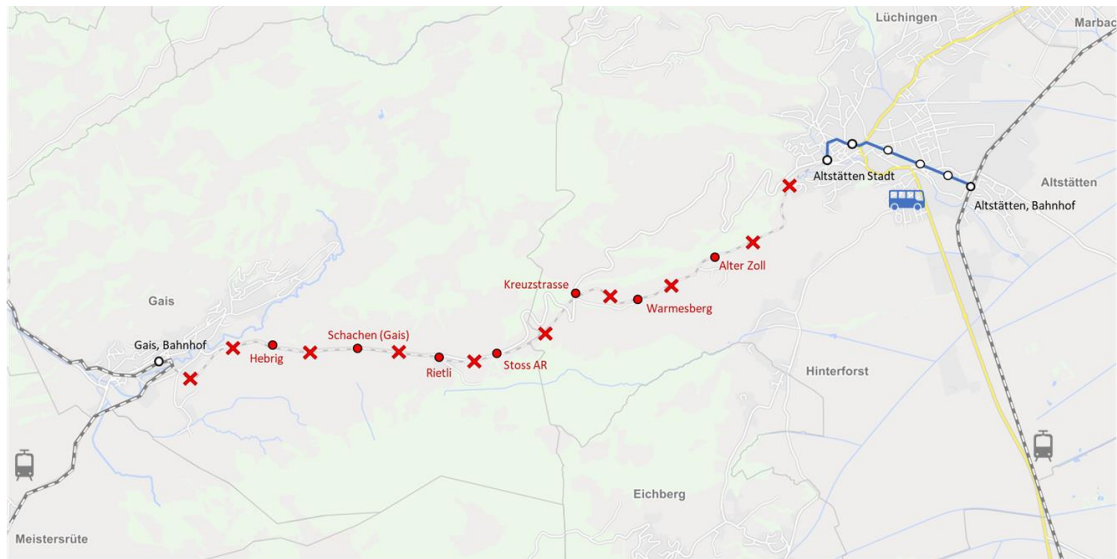 Lüchingen
Marbac
Altstätten Stadt
Altstätten
Altstätten, Bahnhof
Alter Zoll
Kreuzstrasse
Warmesberg
Gais
Gais, Bahnhof
Hebrig
Schachen (Gais)
Rietli
Stoss AR
Hinterforst
Eichberg
Meistersrüte